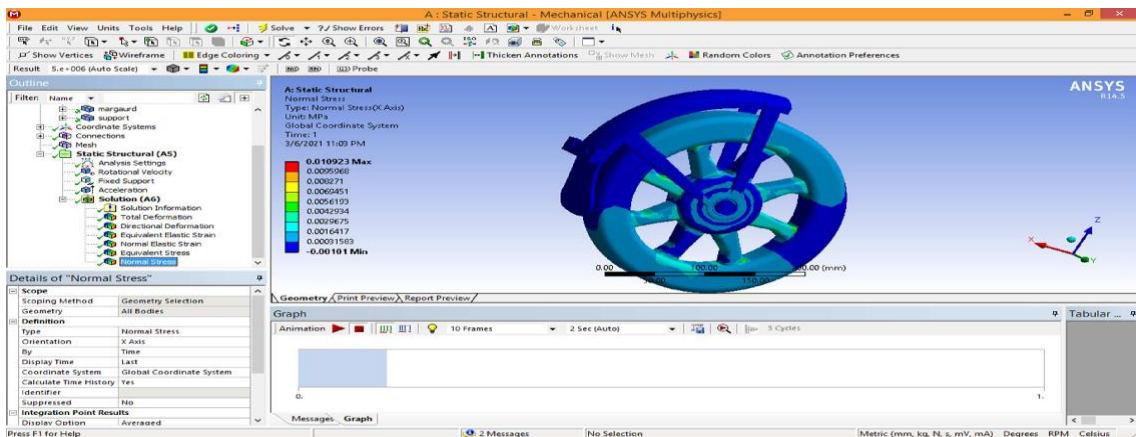 A : Static Structural - Mechanical [ANSYS Multiphysics]
File Edit View Units Tools Help Solve ?/ Show Errors Worksheet
Show Vertices Wireframe Edge Coloring Thicken Annotations Show Mesh Random Colors Annotation Preferences
Result 5.e+006 (Auto Scale) Probe
Outline
Filter: Name
margaurd
support
Coordinate Systems
Connections
Mesh
Static Structural (A5)
Analysis Settings
Rotational Velocity
Fixed Support
Acceleration
Solution (A6)
Solution Information
Total Deformation
Directional Deformation
Equivalent Elastic Strain
Normal Elastic Strain
Equivalent Stress
Normal Stress
A: Static Structural
Normal Stress
Type: Normal Stress(X Axis)
Unit: MPa
Global Coordinate System
Time: 1
3/6/2021 11:03 PM
0.010923 Max
0.0095968
0.008271
0.0069451
0.0056193
0.0042934
0.0029675
0.0016417
0.00031583
-0.00101 Min
ANSYS
R14.5
Z
X
Y
0.00 100.00 (mm)
50.00 150.00
Geometry Print Preview Report Preview
Details of "Normal Stress"
Scope
Scoping Method Geometry Selection
Geometry All Bodies
Definition
Type Normal Stress
Orientation X Axis
By Time
Display Time Last
Coordinate System Global Coordinate System
Calculate Time History Yes
Identifier
Suppressed No
Integration Point Results
Display Option Averaged
Graph
Animation 10 Frames 2 Sec (Auto) 3 Cycles
0. 1.
Messages Graph
Tabular ...
Press F1 for Help 2 Messages No Selection Metric (mm, kg, N, s, mV, mA) Degrees RPM Celsius